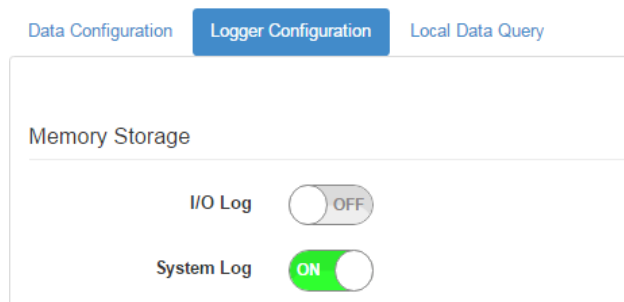 Data Configuration Logger Configuration Local Data Query
Memory Storage
I/O Log OFF
System Log ON